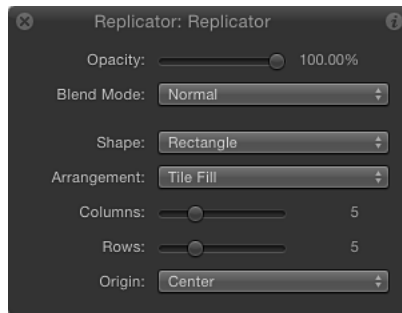 Replicator: Replicator
Opacity: 100.00%
Blend Mode: Normal
Shape: Rectangle
Arrangement: Tile Fill
Columns: 5
Rows: 5
Origin: Center